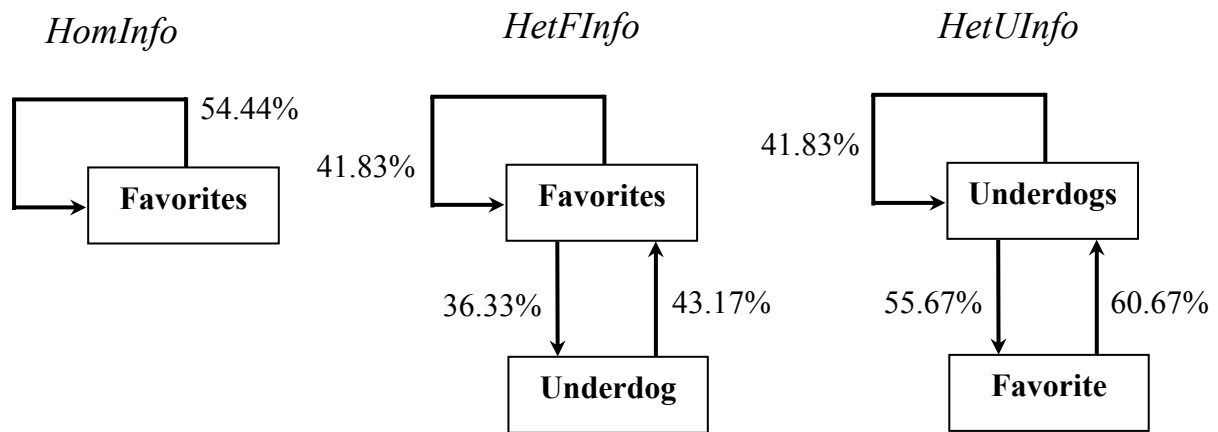 HomInfo
54.44%
Favorites
HetFInfo
41.83%
Favorites
36.33%
43.17%
Underdog
HetUInfo
41.83%
Underdogs
55.67%
60.67%
Favorite